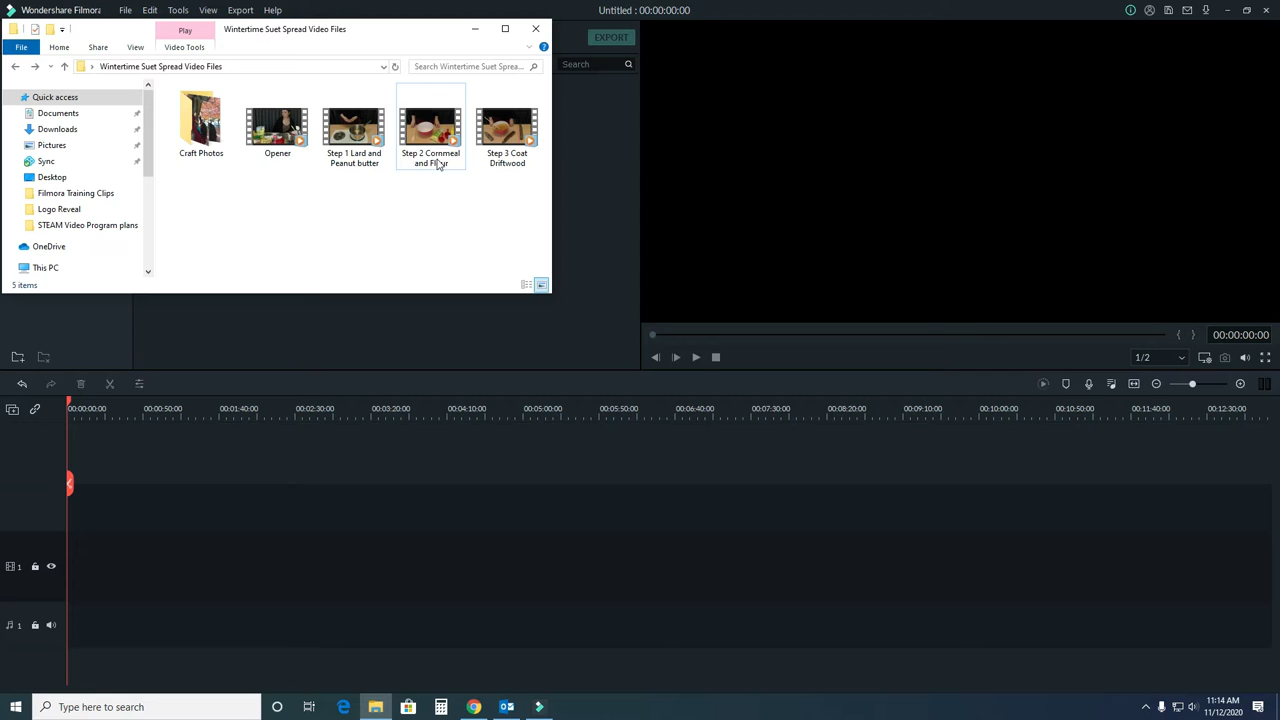 Wondershare Filmora File Edit Tools View Export Help Untitled : 00:00:00:00
Play Wintertime Suet Spread Video Files
File Home Share View Video Tools
EXPORT
Wintertime Suet Spread Video Files Search Wintertime Suet Sprea...
Search
Quick access
Documents
Downloads
Pictures
Sync
Desktop
Filmora Training Clips
Logo Reveal
STEAM Video Program plans
OneDrive
This PC
Craft Photos
Opener
Step 1 Lard and
Peanut butter
Step 2 Cornmeal
and Flour
Step 3 Coat
Driftwood
5 items
00:00:00:00
1/2
00:00:00:00 00:00:50:00 00:01:40:00 00:02:30:00 00:03:20:00 00:04:10:00 00:05:00:00 00:05:50:00 00:06:40:00 00:07:30:00 00:08:20:00 00:09:10:00 00:10:00:00 00:10:50:00 00:11:40:00 00:12:30:00
1
1
Type here to search
11:14 AM
11/12/2020